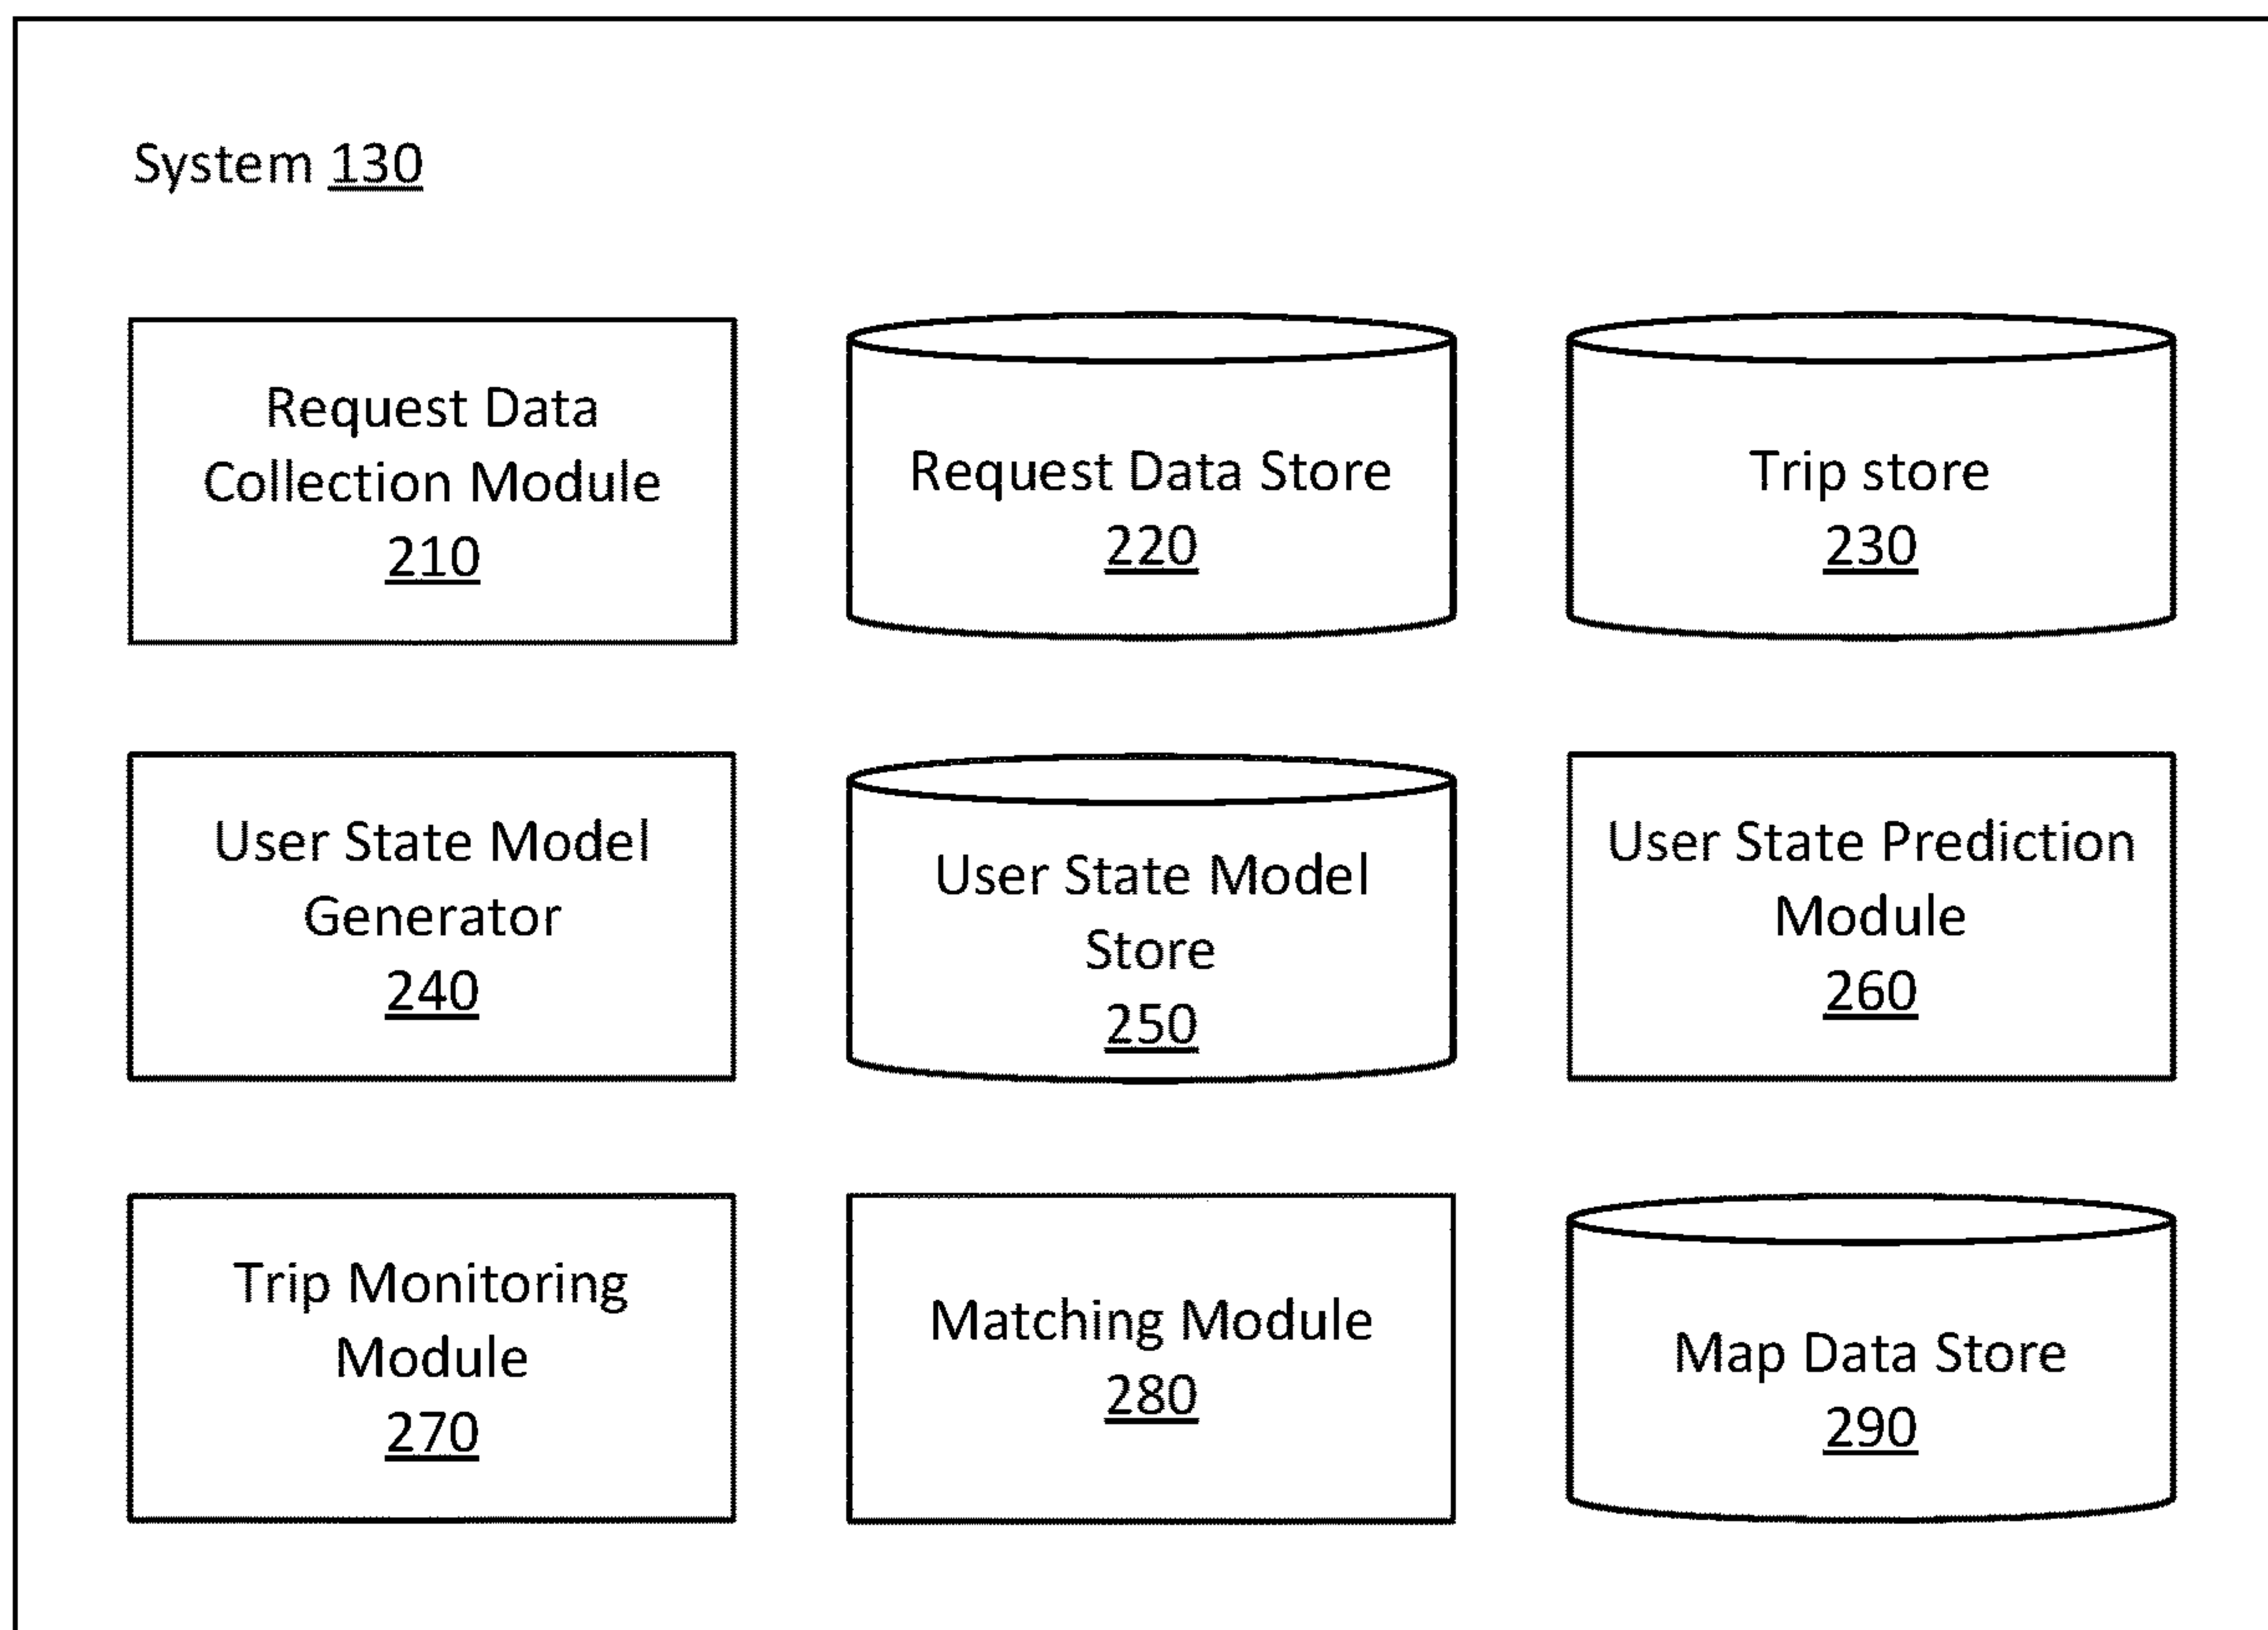 System 130
Request Data
Collection Module
210
Request Data Store
220
Trip store
230
User State Model
Generator
240
User State Model
Store
250
User State Prediction
Module
260
Trip Monitoring
Module
270
Matching Module
280
Map Data Store
290